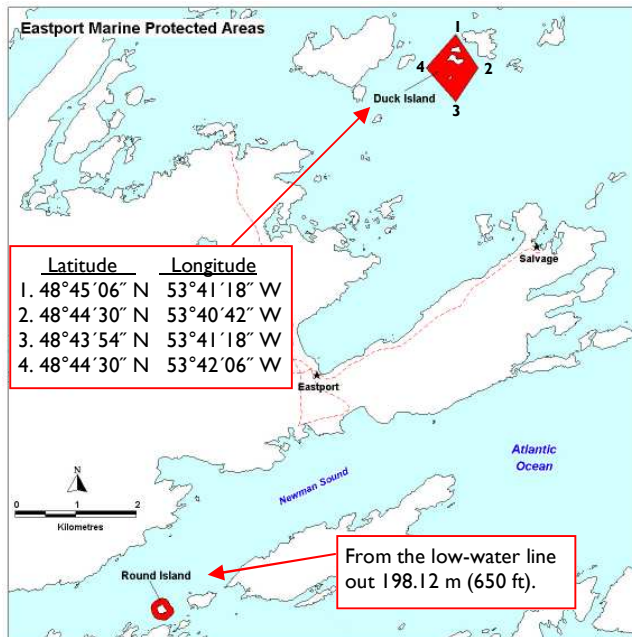 Eastport Marine Protected Areas
1
4
2
Duck Island
3
Latitude Longitude
1. 48°45´06˝ N 53°41´18˝ W
2. 48°44´30˝ N 53°40´42˝ W
3. 48°43´54˝ N 53°41´18˝ W
4. 48°44´30˝ N 53°42´06˝ W
Salvage
Eastport
Atlantic
Ocean
Newman Sound
N
0 1 2
Kilometres
From the low-water line
out 198.12 m (650 ft).
Round Island